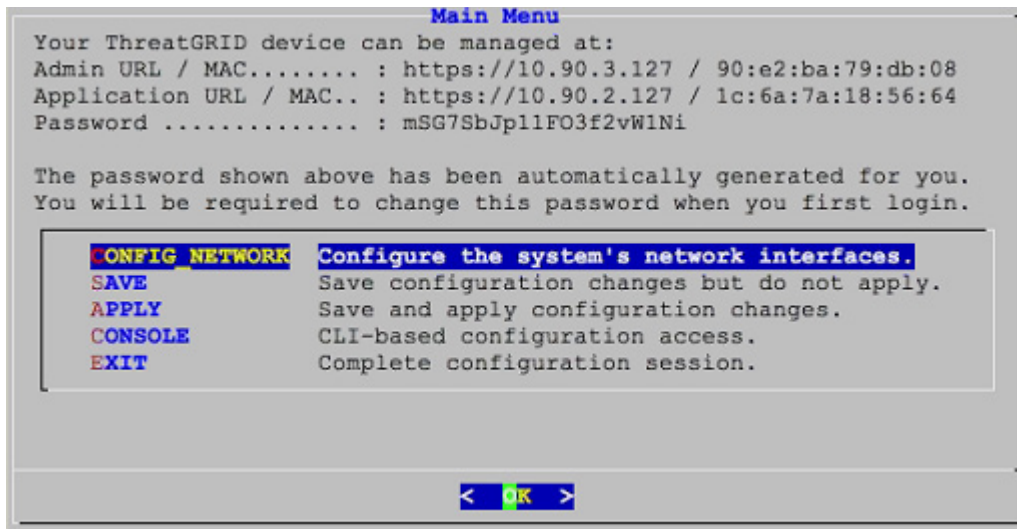 Main Menu
Your ThreatGRID device can be managed at:
Admin URL / MAC........ : https://10.90.3.127 / 90:e2:ba:79:db:08
Application URL / MAC.. : https://10.90.2.127 / 1c:6a:7a:18:56:64
Password .............. : mSG7SbJp11FO3f2vW1Ni
The password shown above has been automatically generated for you.
You will be required to change this password when you first login.
CONFIG_NETWORK Configure the system's network interfaces.
SAVE Save configuration changes but do not apply.
APPLY Save and apply configuration changes.
CONSOLE CLI-based configuration access.
EXIT Complete configuration session.
< OK >